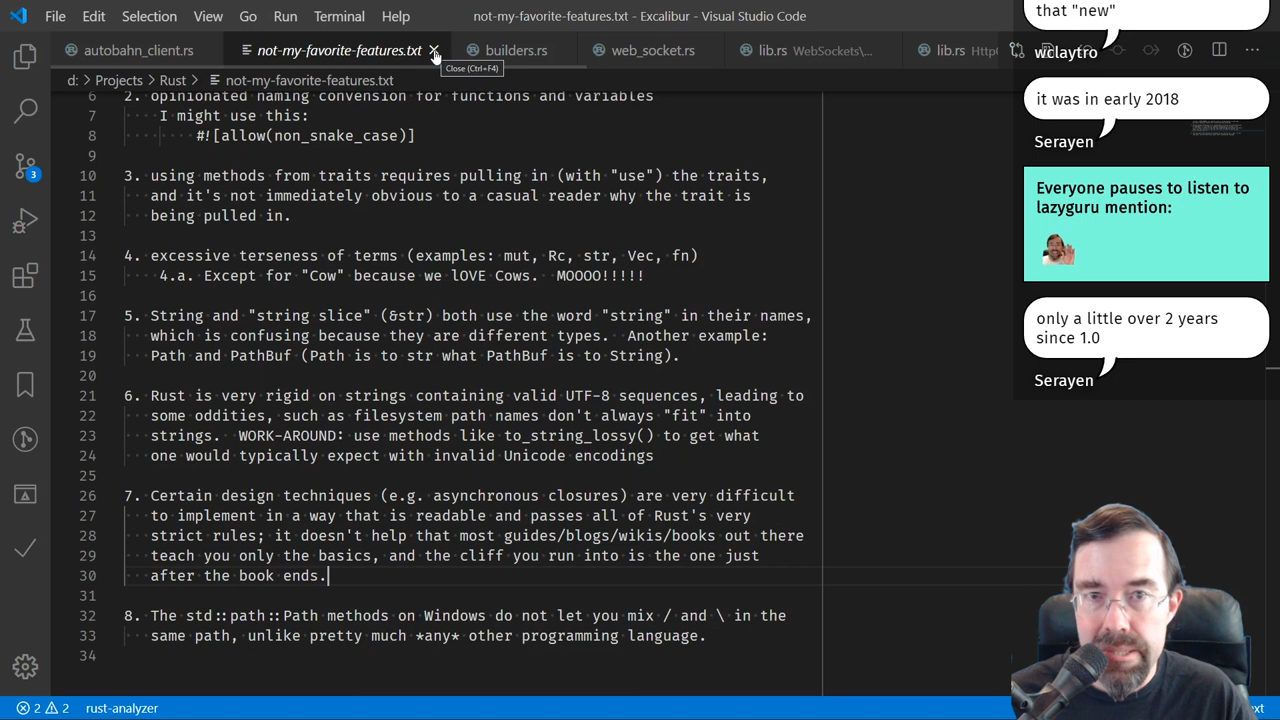 File Edit Selection View Go Run Terminal Help
not-my-favorite-features.txt - Excalibur - Visual Studio Code
autobahn_client.rs
not-my-favorite-features.txt
builders.rs
web_socket.rs
lib.rs WebSockets\...
lib.rs
Close (Ctrl+F4)
d: > Projects > Rust > not-my-favorite-features.txt
6 2. opinionated naming convension for functions and variables
7 I might use this:
8 #![allow(non_snake_case)]
9
10 3. using methods from traits requires pulling in (with "use") the traits,
11 and it's not immediately obvious to a casual reader why the trait is
12 being pulled in.
13
14 4. excessive terseness of terms (examples: mut, Rc, str, Vec, fn)
15 4.a. Except for "Cow" because we lOVE Cows. MOOOO!!!!!
16
17 5. String and "string slice" (&str) both use the word "string" in their names,
18 which is confusing because they are different types. Another example:
19 Path and PathBuf (Path is to str what PathBuf is to String).
20
21 6. Rust is very rigid on strings containing valid UTF-8 sequences, leading to
22 some oddities, such as filesystem path names don't always "fit" into
23 strings. WORK-AROUND: use methods like to_string_lossy() to get what
24 one would typically expect with invalid Unicode encodings
25
26 7. Certain design techniques (e.g. asynchronous closures) are very difficult
27 to implement in a way that is readable and passes all of Rust's very
28 strict rules; it doesn't help that most guides/blogs/wikis/books out there
29 teach you only the basics, and the cliff you run into is the one just
30 after the book ends.
31
32 8. The std::path::Path methods on Windows do not let you mix / and \ in the
33 same path, unlike pretty much *any* other programming language.
34
3
2 2 rust-analyzer
that "new"
wclaytro
it was in early 2018
Serayen
Everyone pauses to listen to
lazyguru mention:
only a little over 2 years
since 1.0
Serayen